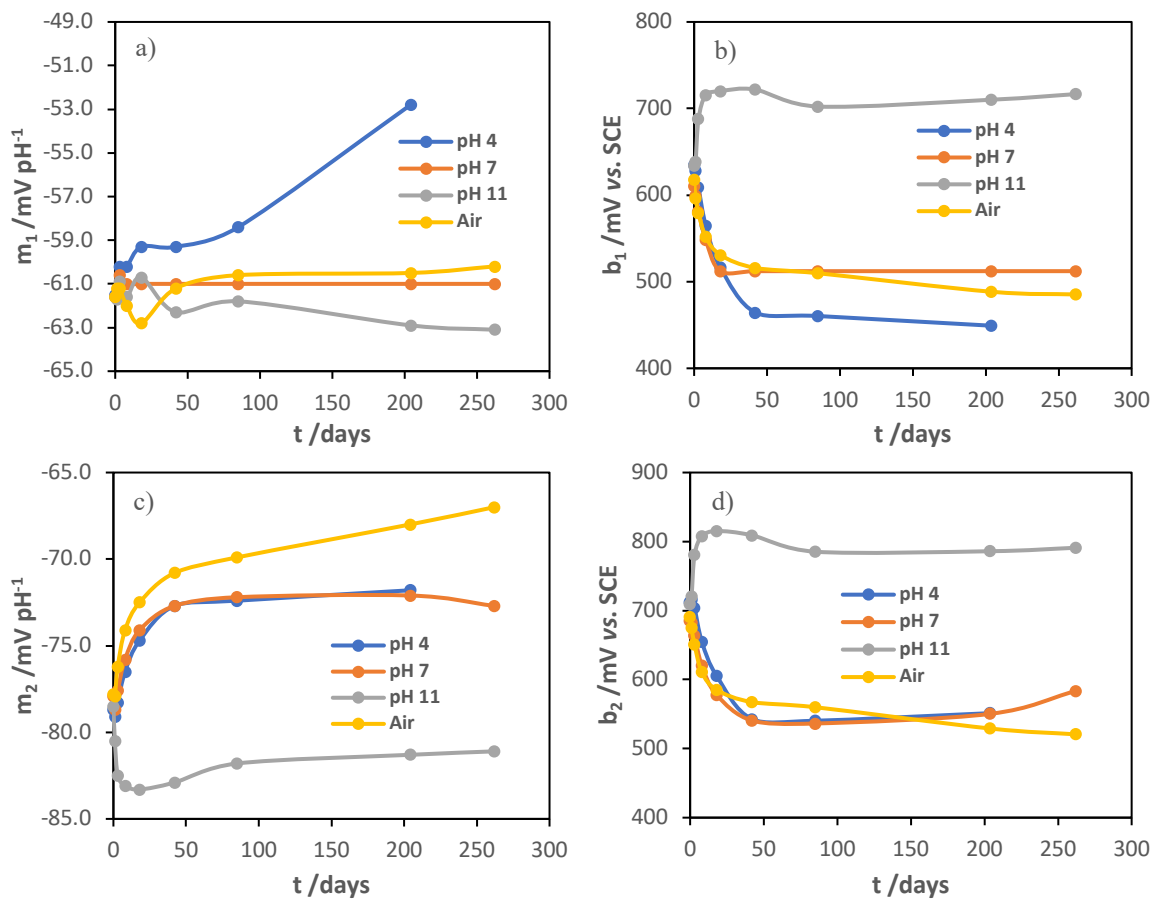 a)
-49.0
-51.0
-53.0
-55.0
-57.0
-59.0
-61.0
-63.0
-65.0
m1 /mV pH-1
pH 4
pH 7
pH 11
Air
0 50 100 150 200 250 300
t /days
b)
800
700
600
500
400
b1 /mV vs. SCE
pH 4
pH 7
pH 11
Air
0 50 100 150 200 250 300
t /days
c)
-65.0
-70.0
-75.0
-80.0
-85.0
m2 /mV pH-1
pH 4
pH 7
pH 11
Air
0 50 100 150 200 250 300
t /days
d)
900
800
700
600
500
400
b2 /mV vs. SCE
pH 4
pH 7
pH 11
Air
0 50 100 150 200 250 300
t /days